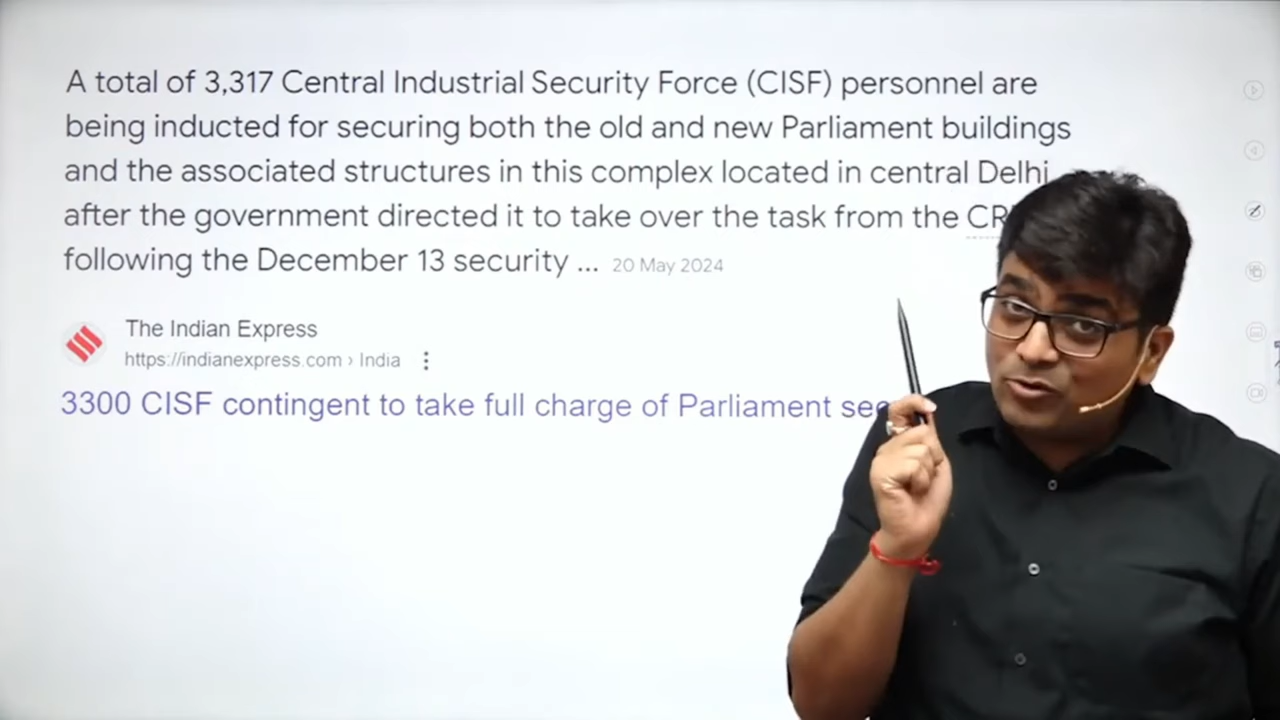 A total of 3,317 Central Industrial Security Force (CISF) personnel are
being inducted for securing both the old and new Parliament buildings
and the associated structures in this complex located in central Delhi
after the government directed it to take over the task from the
following the December 13 security ... 20 May 2024
The Indian Express
https://indianexpress.com › India
3300 CISF contingent to take full charge of Parliament